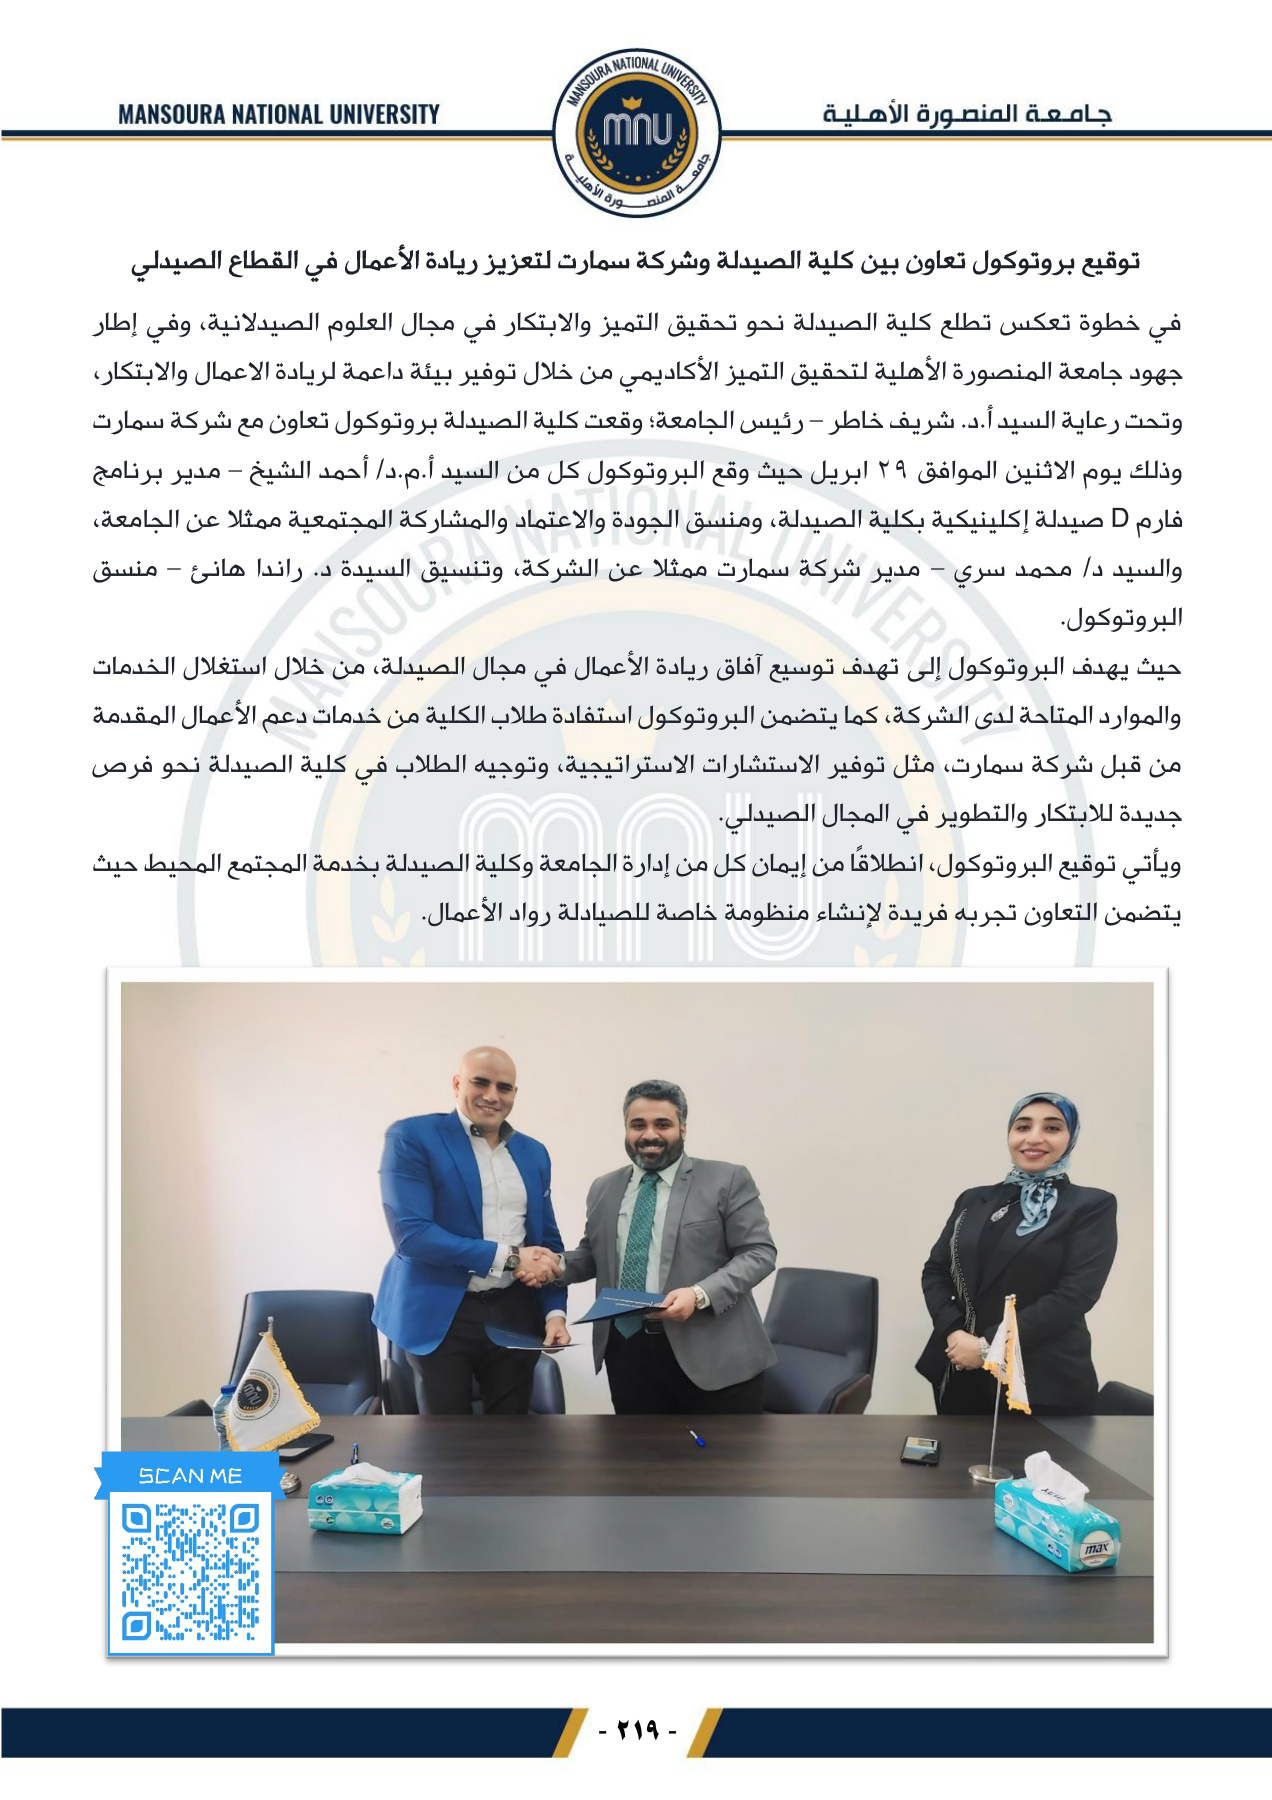 MANSOURA NATIONAL UNIVERSITY
جامعة المنصورة الأهلية
MANSOURA NATIONAL UNIVERSITY
mnu
جامعة المنصورة الأهلية
توقيع بروتوكول تعاون بين كلية الصيدلة وشركة سمارت لتعزيز ريادة الأعمال في القطاع الصيدلي
في خطوة تعكس تطلع كلية الصيدلة نحو تحقيق التميز والابتكار في مجال العلوم الصيدلانية، وفي إطار
جهود جامعة المنصورة الأهلية لتحقيق التميز الأكاديمي من خلال توفير بيئة داعمة لريادة الاعمال والابتكار،
وتحت رعاية السيد أ.د. شريف خاطر – رئيس الجامعة؛ وقعت كلية الصيدلة بروتوكول تعاون مع شركة سمارت
وذلك يوم الاثنين الموافق ٢٩ ابريل حيث وقع البروتوكول كل من السيد أ.م.د/ أحمد الشيخ – مدير برنامج
فارم D صيدلة إكلينيكية بكلية الصيدلة، ومنسق الجودة والاعتماد والمشاركة المجتمعية ممثلا عن الجامعة،
والسيد د/ محمد سري – مدير شركة سمارت ممثلا عن الشركة، وتنسيق السيدة د. راندا هانئ – منسق
البروتوكول.
حيث يهدف البروتوكول إلى تهدف توسيع آفاق ريادة الأعمال في مجال الصيدلة، من خلال استغلال الخدمات
والموارد المتاحة لدى الشركة، كما يتضمن البروتوكول استفادة طلاب الكلية من خدمات دعم الأعمال المقدمة
من قبل شركة سمارت، مثل توفير الاستشارات الاستراتيجية، وتوجيه الطلاب في كلية الصيدلة نحو فرص
جديدة للابتكار والتطوير في المجال الصيدلي.
ويأتي توقيع البروتوكول، انطلاقًا من إيمان كل من إدارة الجامعة وكلية الصيدلة بخدمة المجتمع المحيط حيث
يتضمن التعاون تجربه فريدة لإنشاء منظومة خاصة للصيادلة رواد الأعمال.
MANSOURA NATIONAL UNIVERSITY
mnu
mnu
max
SCAN ME
- ٢١٩ -